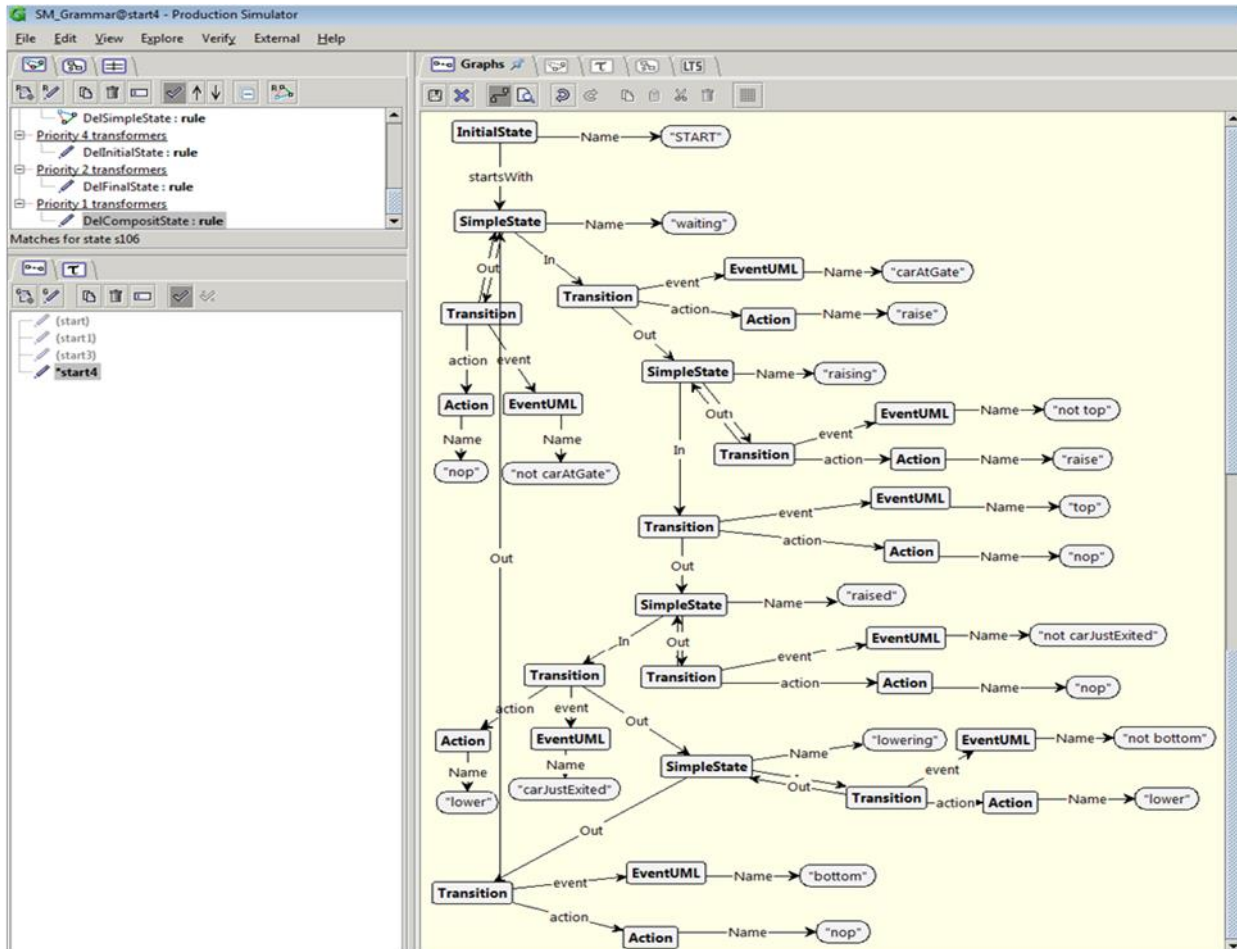 SM_Grammar@start4 - Production Simulator
File Edit View Explore Verify External Help
DelSimpleState : rule
Priority 4 transformers
DelInitialState : rule
Priority 2 transformers
DelFinalState : rule
Priority 1 transformers
DelCompositState : rule
Matches for state s106
(start)
(start1)
(start3)
*start4
Graphs LTS
InitialState Name "START"
startsWith
SimpleState Name "waiting"
Out In
EventUML Name "carAtGate"
event
Transition
action Action Name "raise"
Transition
Out
action event
SimpleState Name "raising"
Action EventUML
Out
EventUML Name "not top"
Name Name
event
Transition action Action Name "raise"
"nop" "not carAtGate"
In
EventUML Name "top"
event
Transition
action
Action Name "nop"
Out
Out
SimpleState Name "raised"
In Out
EventUML Name "not carJustExited"
event
Transition Transition
action Action Name "nop"
action event Out
Action EventUML
"lowering"
Name
EventUML Name "not bottom"
Name Name
SimpleState
event
Out
"lower" "carJustExited"
Transition action Action Name "lower"
Out
EventUML Name "bottom"
event
Transition
action
Action Name "nop"